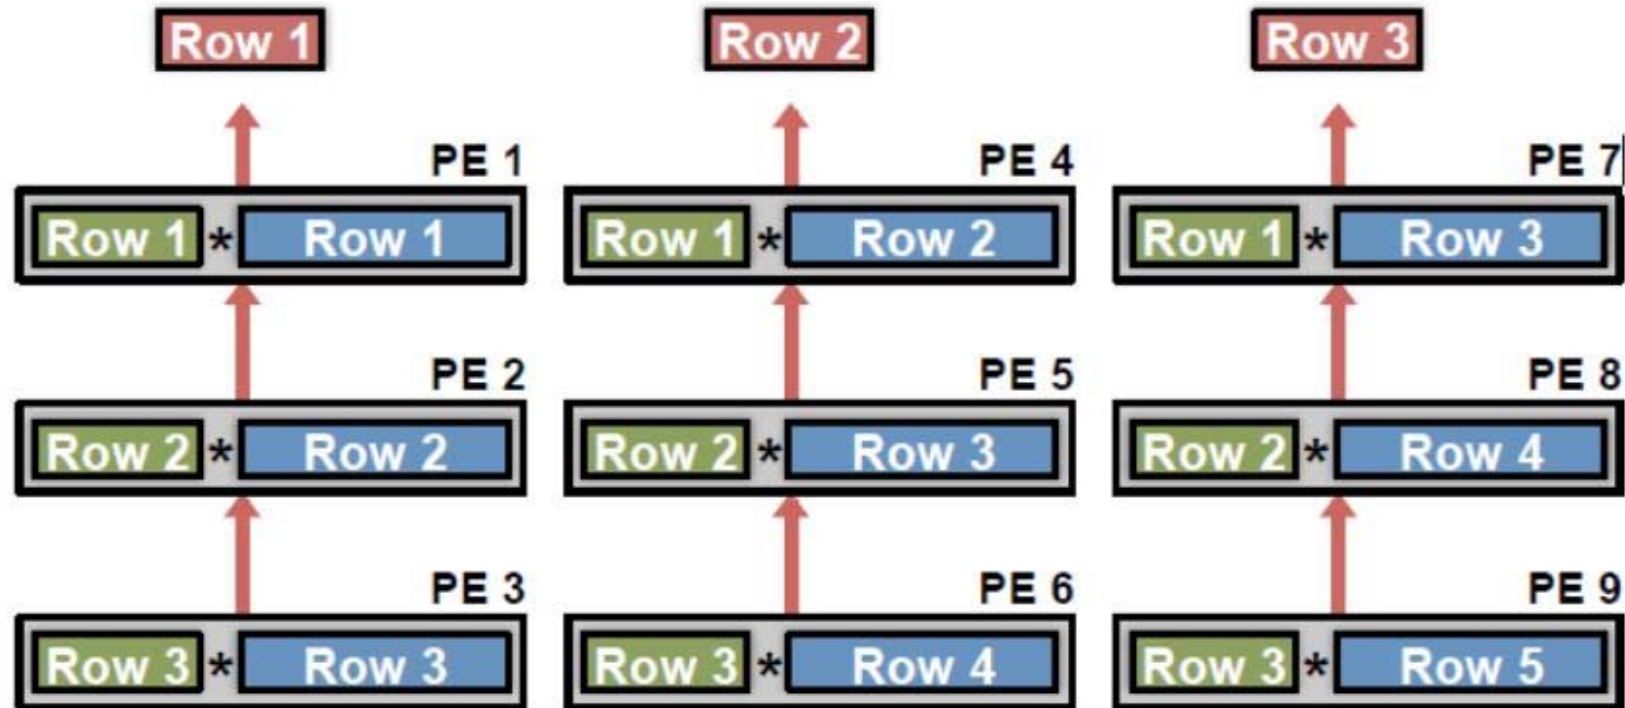 Row 1 Row 2 Row 3
PE 1 PE 4 PE 7
Row 1 * Row 1 Row 1 * Row 2 Row 1 * Row 3
PE 2 PE 5 PE 8
Row 2 * Row 2 Row 2 * Row 3 Row 2 * Row 4
PE 3 PE 6 PE 9
Row 3 * Row 3 Row 3 * Row 4 Row 3 * Row 5